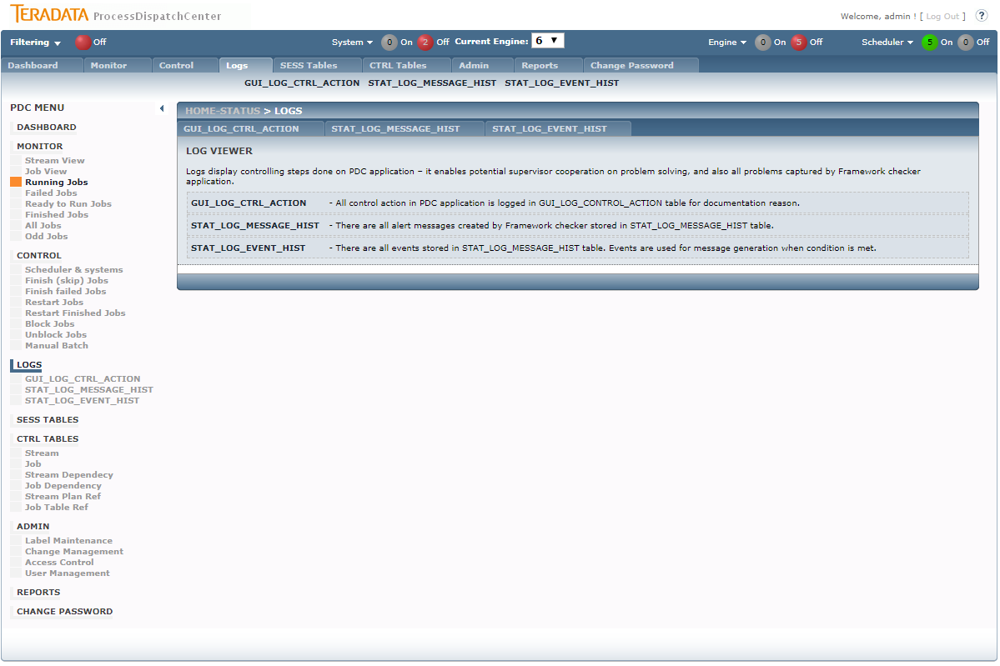 TERADATA ProcessDispatchCenter
Welcome, admin ! [ Log Out ] ?
Filtering Off System 0 On 2 Off Current Engine: 6 Engine 0 On 5 Off Scheduler 5 On 0 Off
Dashboard Monitor Control Logs SESS Tables CTRL Tables Admin Reports Change Password
GUI_LOG_CTRL_ACTION STAT_LOG_MESSAGE_HIST STAT_LOG_EVENT_HIST
PDC MENU
DASHBOARD
MONITOR
Stream View
Job View
Running Jobs
Failed Jobs
Ready to Run Jobs
Finished Jobs
All Jobs
Odd Jobs
CONTROL
Scheduler & systems
Finish (skip) Jobs
Finish failed Jobs
Restart Jobs
Restart Finished Jobs
Block Jobs
Unblock Jobs
Manual Batch
LOGS
GUI_LOG_CTRL_ACTION
STAT_LOG_MESSAGE_HIST
STAT_LOG_EVENT_HIST
SESS TABLES
CTRL TABLES
Stream
Job
Stream Dependecy
Job Dependency
Stream Plan Ref
Job Table Ref
ADMIN
Label Maintenance
Change Management
Access Control
User Management
REPORTS
CHANGE PASSWORD
HOME-STATUS > LOGS
GUI_LOG_CTRL_ACTION STAT_LOG_MESSAGE_HIST STAT_LOG_EVENT_HIST
LOG VIEWER
Logs display controlling steps done on PDC application – it enables potential supervisor cooperation on problem solving, and also all problems captured by Framework checker
application.
GUI_LOG_CTRL_ACTION - All control action in PDC application is logged in GUI_LOG_CONTROL_ACTION table for documentation reason.
STAT_LOG_MESSAGE_HIST - There are all alert messages created by Framework checker stored in STAT_LOG_MESSAGE_HIST table.
STAT_LOG_EVENT_HIST - There are all events stored in STAT_LOG_MESSAGE_HIST table. Events are used for message generation when condition is met.